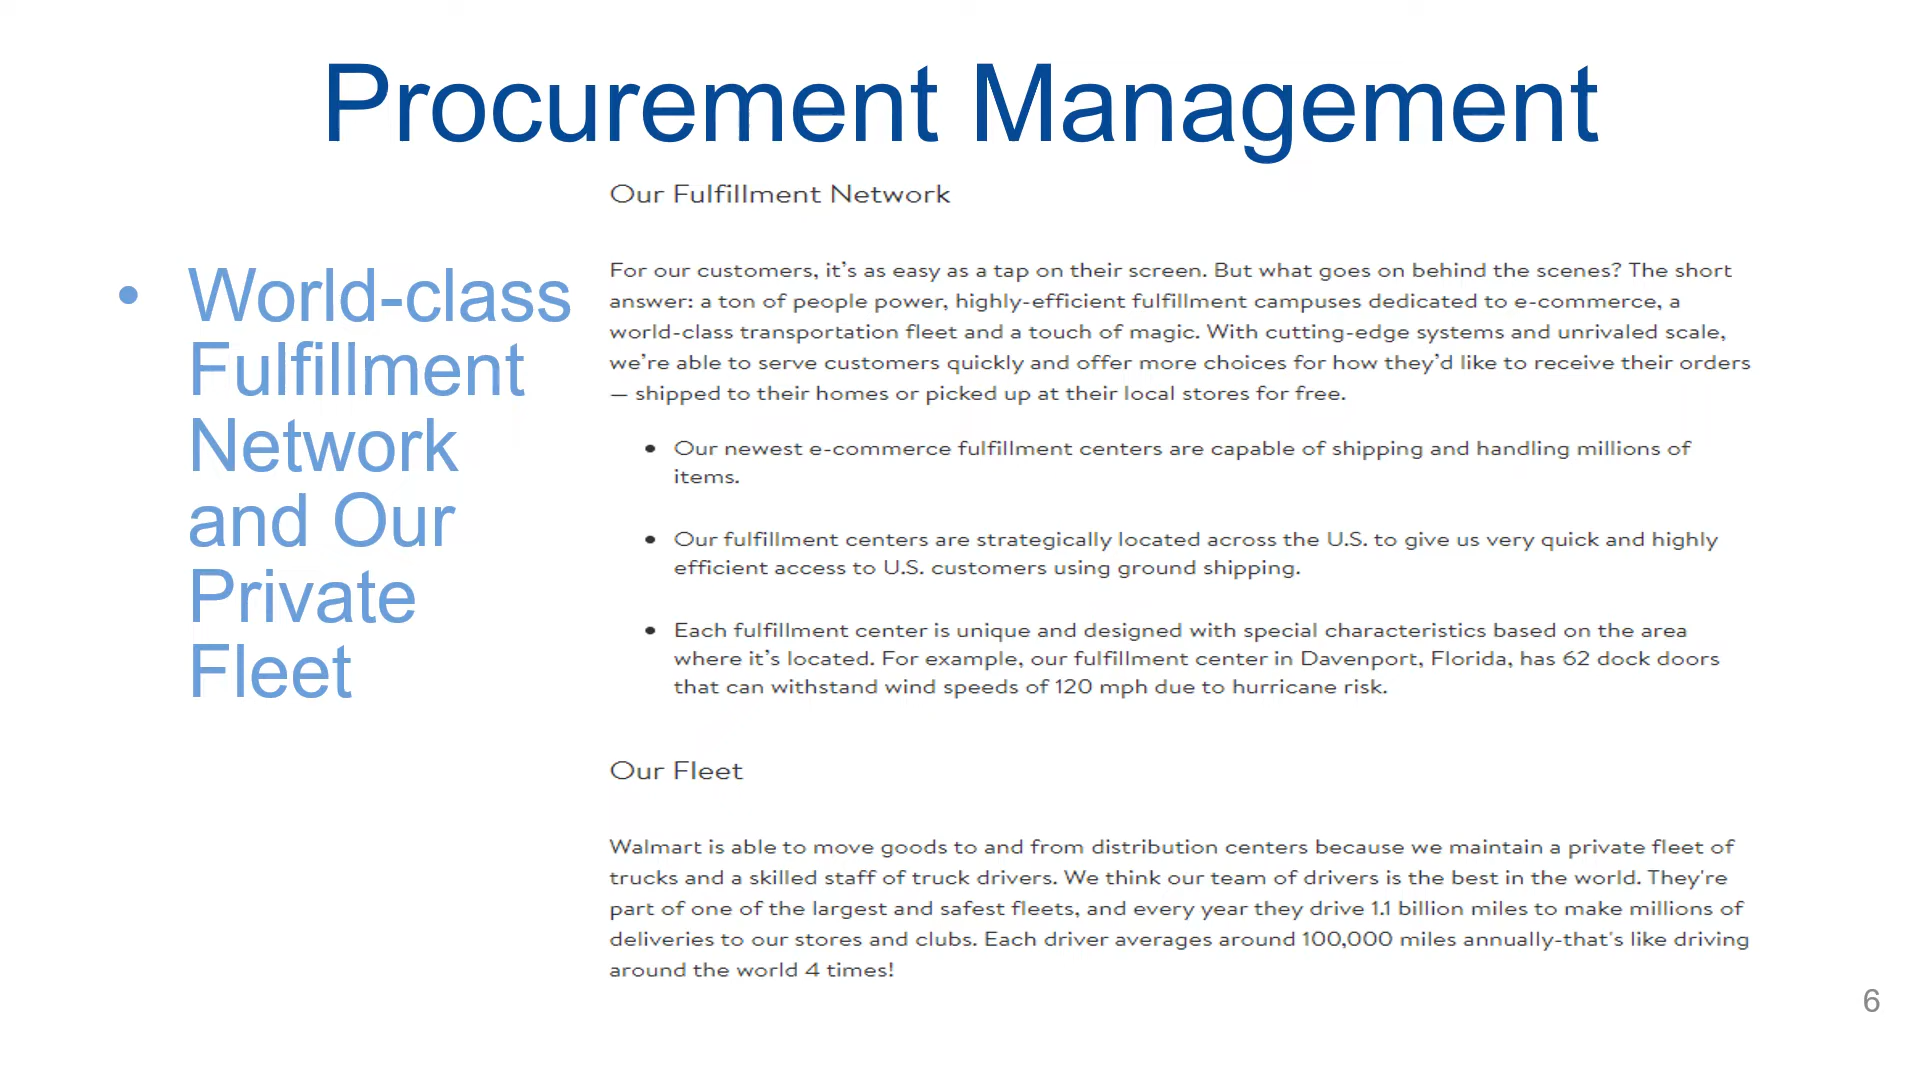 Procurement Management
• World-class
Fulfillment
Network
and Our
Private
Fleet
Our Fulfillment Network
For our customers, it's as easy as a tap on their screen. But what goes on behind the scenes? The short
answer: a ton of people power, highly-efficient fulfillment campuses dedicated to e-commerce, a
world-class transportation fleet and a touch of magic. With cutting-edge systems and unrivaled scale,
we're able to serve customers quickly and offer more choices for how they'd like to receive their orders
— shipped to their homes or picked up at their local stores for free.
• Our newest e-commerce fulfillment centers are capable of shipping and handling millions of
items.
• Our fulfillment centers are strategically located across the U.S. to give us very quick and highly
efficient access to U.S. customers using ground shipping.
• Each fulfillment center is unique and designed with special characteristics based on the area
where it's located. For example, our fulfillment center in Davenport, Florida, has 62 dock doors
that can withstand wind speeds of 120 mph due to hurricane risk.
Our Fleet
Walmart is able to move goods to and from distribution centers because we maintain a private fleet of
trucks and a skilled staff of truck drivers. We think our team of drivers is the best in the world. They're
part of one of the largest and safest fleets, and every year they drive 1.1 billion miles to make millions of
deliveries to our stores and clubs. Each driver averages around 100,000 miles annually-that's like driving
around the world 4 times!
6